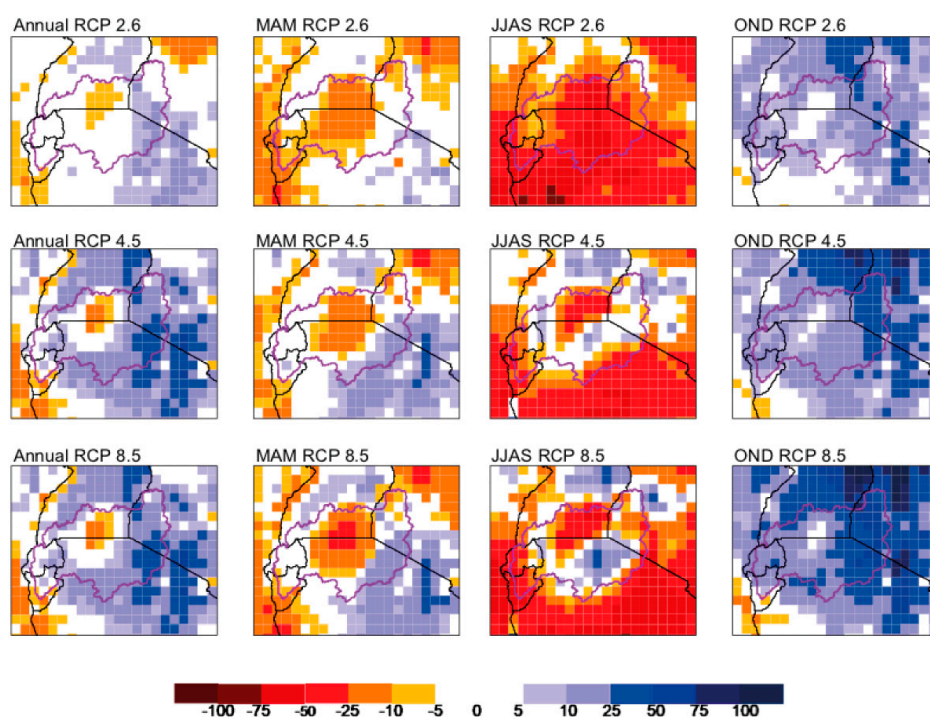 Annual RCP 2.6 MAM RCP 2.6 JJAS RCP 2.6 OND RCP 2.6
Annual RCP 4.5 MAM RCP 4.5 JJAS RCP 4.5 OND RCP 4.5
Annual RCP 8.5 MAM RCP 8.5 JJAS RCP 8.5 OND RCP 8.5
-100 -75 -50 -25 -10 -5 0 5 10 25 50 75 100